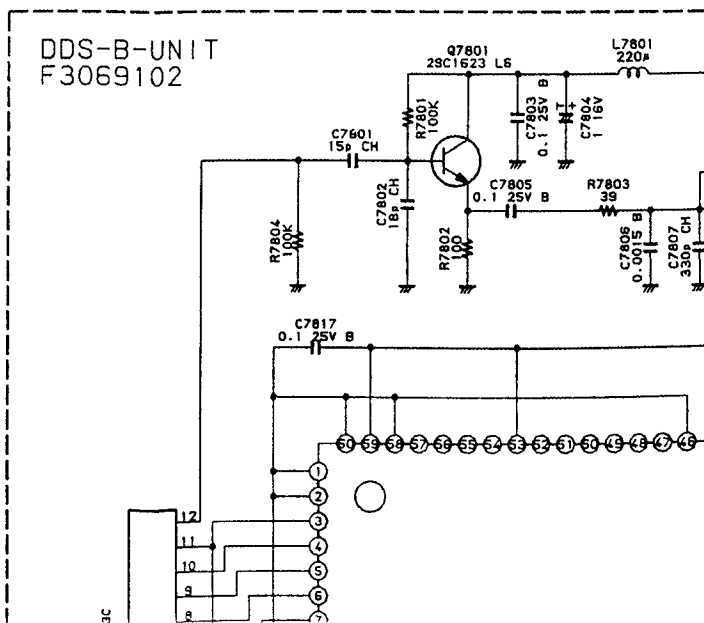 DDS-B-UNIT
F3069102
Q7801
2SC1623 L6
L7801
220μ
R7801
100K
C7803
0.1 25V B
C7804
1 16V
T +
C7801
15p CH
C7802
18p CH
C7805
0.1 25V B
R7803
39
R7804
100K
R7802
100
C7806
0.0015 B
C7807
330p CH
C7817
0.1 25V B
60 59 58 57 56 55 54 53 52 51 50 49 48 47 46
1
2
3
4
5
6
7
12
11
10
9
8
3C